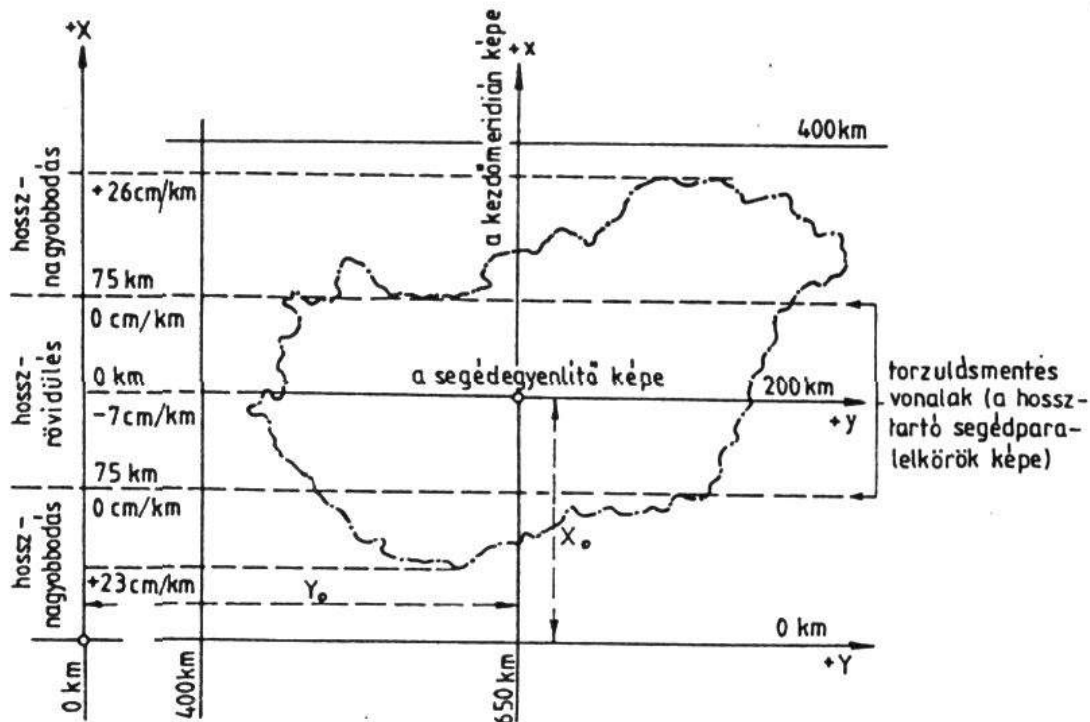 +X
+x
a kezdőmeridián képe
400km
hossz-
nagyobbodás
+26cm/km
75 km
0 cm/km
hossz-
rövidülés
0 km
-7cm/km
a segédegyenlítő képe
200km
+y
torzuldsmentes
vonalak (a hossz-
tartó segédpara-
lelkörök képe)
75 km
0 cm/km
hossz-
nagyobbodás
+23cm/km
Y₀
X₀
0 km
+Y
0 km
400km
650km